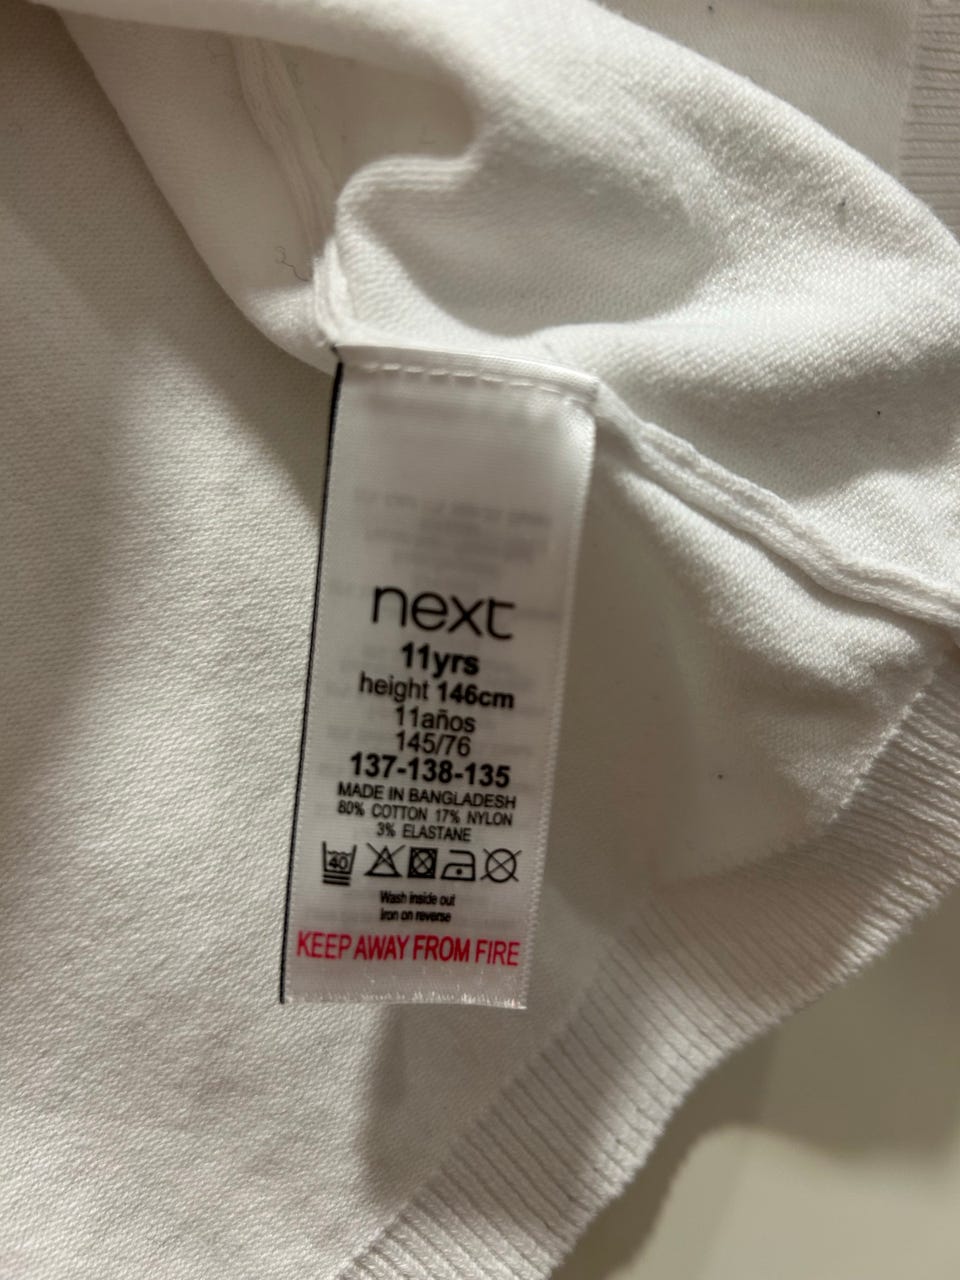 next
11yrs
height 146cm
11años
145/76
137-138-135
MADE IN BANGLADESH
80% COTTON 17% NYLON
3% ELASTANE
40
Wash inside out
Iron on reverse
KEEP AWAY FROM FIRE